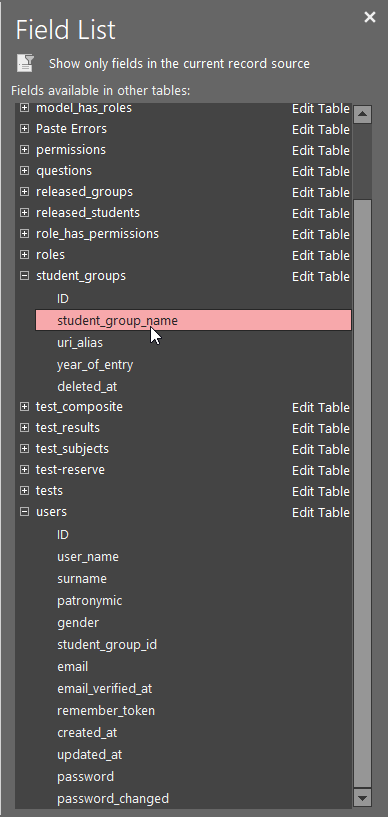 Field List
Show only fields in the current record source
Fields available in other tables:
model_has_roles Edit Table
Paste Errors Edit Table
permissions Edit Table
questions Edit Table
released_groups Edit Table
released_students Edit Table
role_has_permissions Edit Table
roles Edit Table
student_groups Edit Table
ID
student_group_name
uri_alias
year_of_entry
deleted_at
test_composite Edit Table
test_results Edit Table
test_subjects Edit Table
test-reserve Edit Table
tests Edit Table
users Edit Table
ID
user_name
surname
patronymic
gender
student_group_id
email
email_verified_at
remember_token
created_at
updated_at
password
password_changed